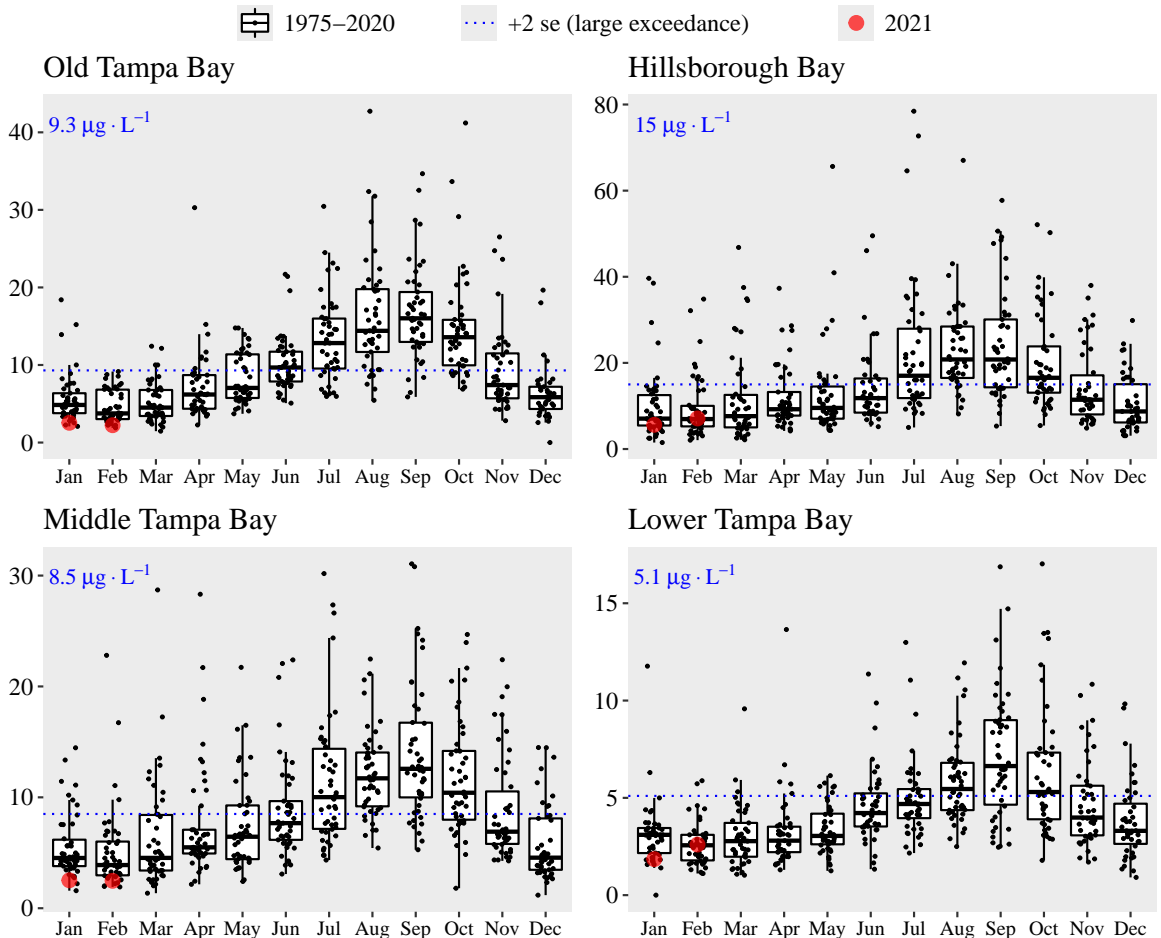 1975–2020 +2 se (large exceedance) 2021
Old Tampa Bay
9.3 µg · L⁻¹
40
30
20
10
0
Jan Feb Mar Apr May Jun Jul Aug Sep Oct Nov Dec
Hillsborough Bay
15 µg · L⁻¹
80
60
40
20
0
Jan Feb Mar Apr May Jun Jul Aug Sep Oct Nov Dec
Middle Tampa Bay
8.5 µg · L⁻¹
30
20
10
0
Jan Feb Mar Apr May Jun Jul Aug Sep Oct Nov Dec
Lower Tampa Bay
5.1 µg · L⁻¹
15
10
5
0
Jan Feb Mar Apr May Jun Jul Aug Sep Oct Nov Dec